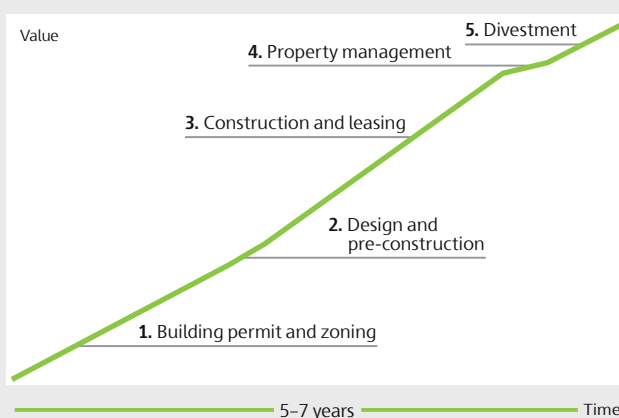 Value
5. Divestment
4. Property management
3. Construction and leasing
2. Design and
pre-construction
1. Building permit and zoning
5–7 years
Time